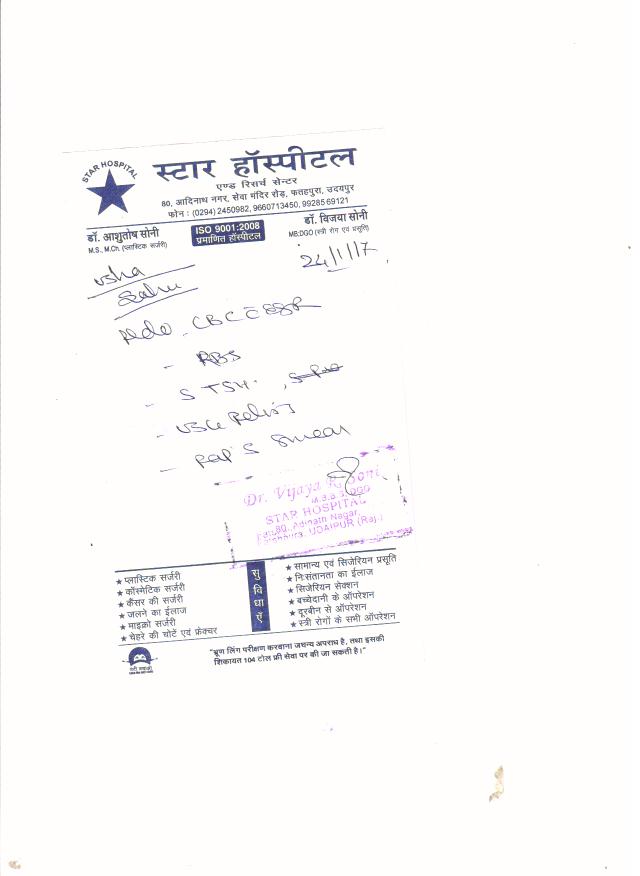 STAR HOSPITAL
स्टार हॉस्पीटल
एण्ड रिसर्च सेन्टर
80, आदिनाथ नगर, सेवा मंदिर रोड़, फतहपुरा, उदयपुर
फोन : (0294) 2450982, 9660713450, 99285 69121
डॉ. आशुतोष सोनी
M.S., M.Ch. (प्लास्टिक सर्जरी)
ISO 9001:2008
प्रमाणित हॉस्पीटल
डॉ. विजया सोनी
MB:DGO (स्त्री रोग एवं प्रसूति)
24/1/17
Usha
Sahu
CBC ESR
- RBS
- S TSH.
- USG Pelvis
- Pap's Smear
Dr. Vijaya Soni
STAR HOSPITAL
80, Adinath Nagar,
UDAIPUR (Raj.)
★ प्लास्टिक सर्जरी
★ कॉस्मेटिक सर्जरी
★ कैंसर की सर्जरी
★ जलने का ईलाज
★ माइक्रो सर्जरी
★ चेहरे की चोटें एवं फ्रेक्चर
सुविधाएँ
★ सामान्य एवं सिजेरियन प्रसूति
★ निःसंतानता का ईलाज
★ सिजेरियन सेक्शन
★ बच्चेदानी के ऑपरेशन
★ दूरबीन से ऑपरेशन
★ स्त्री रोगों के सभी ऑपरेशन
"भ्रूण लिंग परीक्षण करवाना जघन्य अपराध है, तथा इसकी
शिकायत 104 टोल फ्री सेवा पर की जा सकती है।"